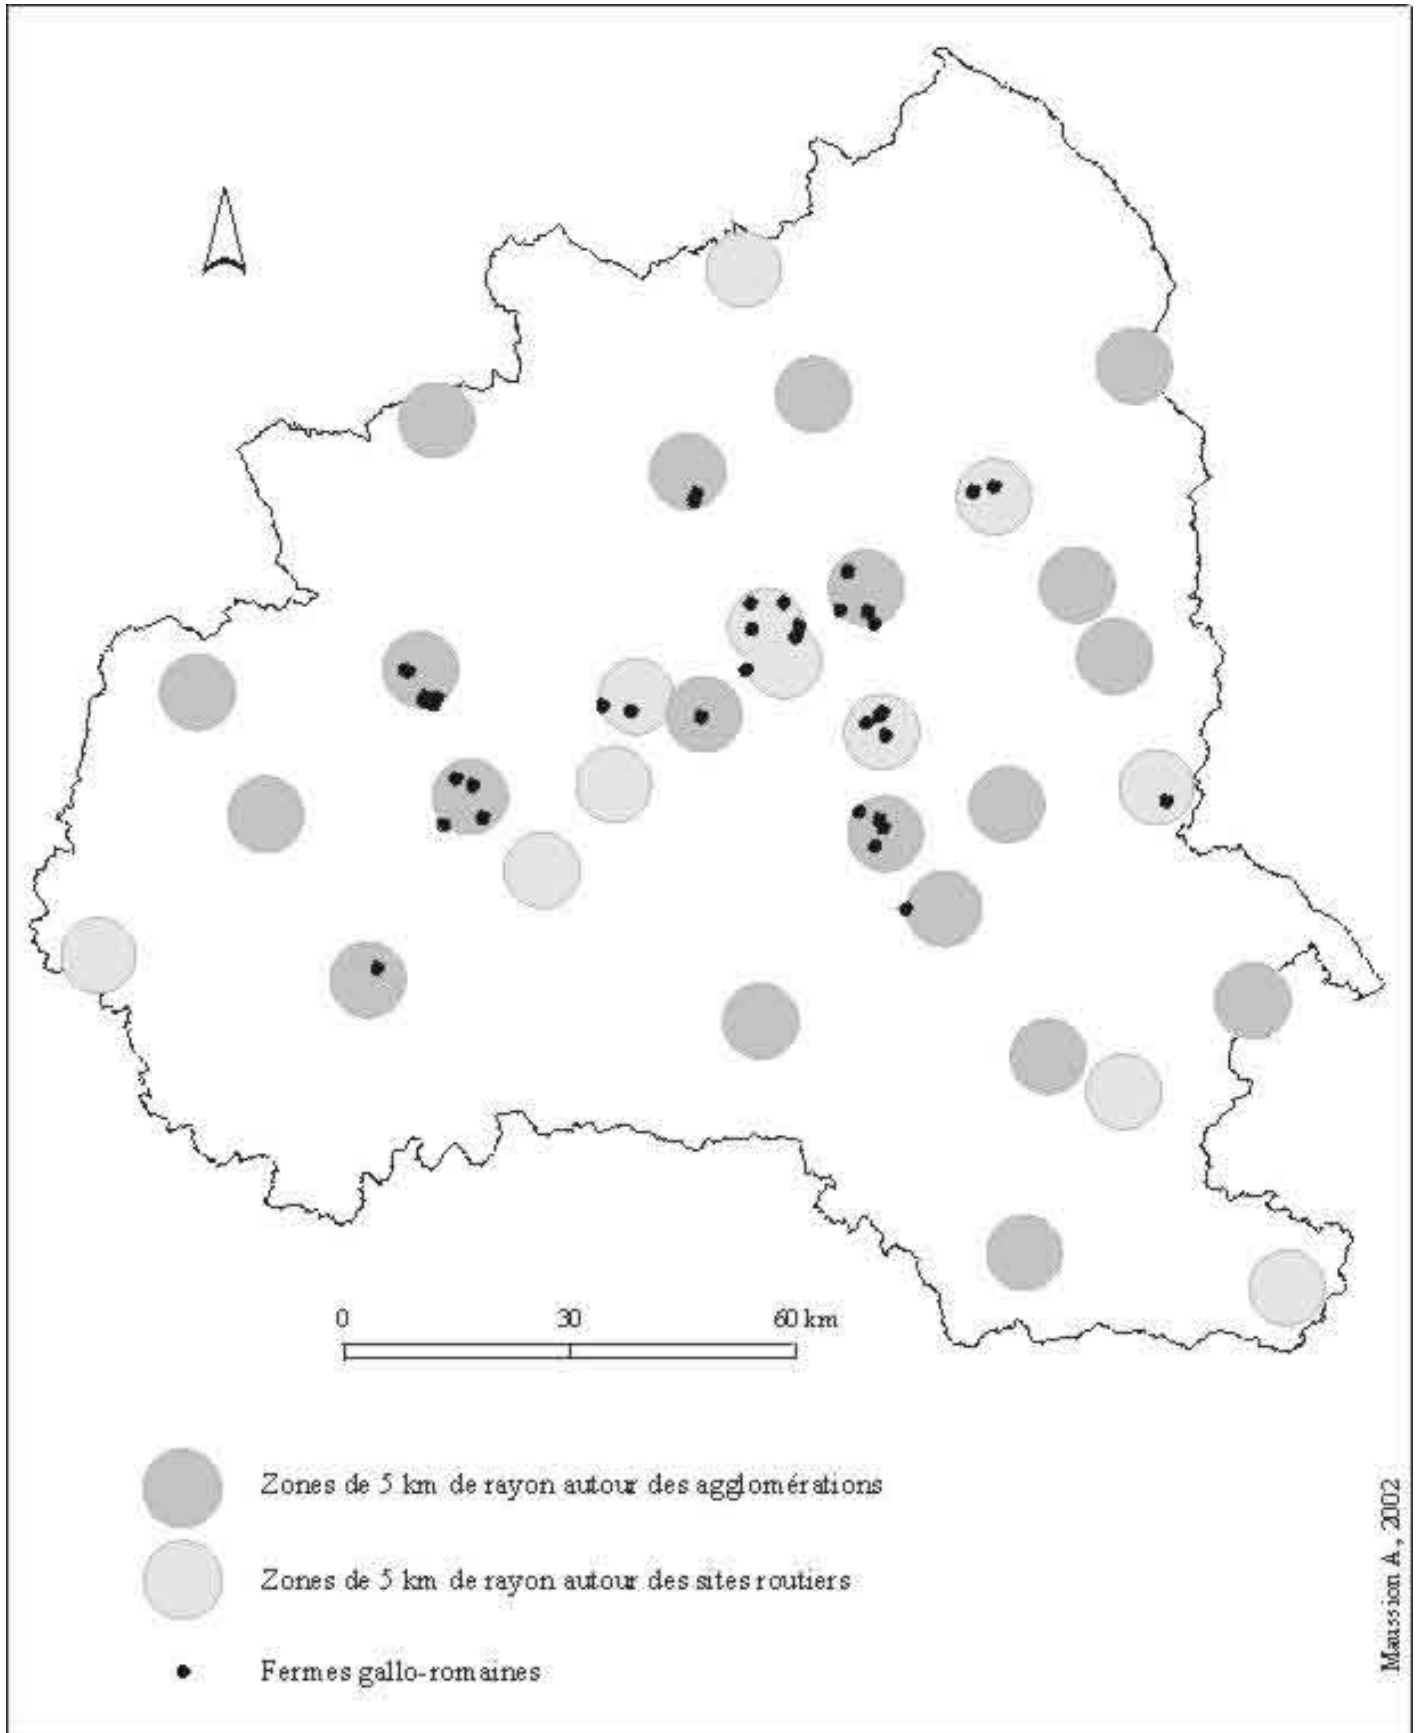 0 30 60 km
Zones de 5 km de rayon autour des agglomérations
Zones de 5 km de rayon autour des sites routiers
Fermes gallo-romaines
Maussion A, 2002